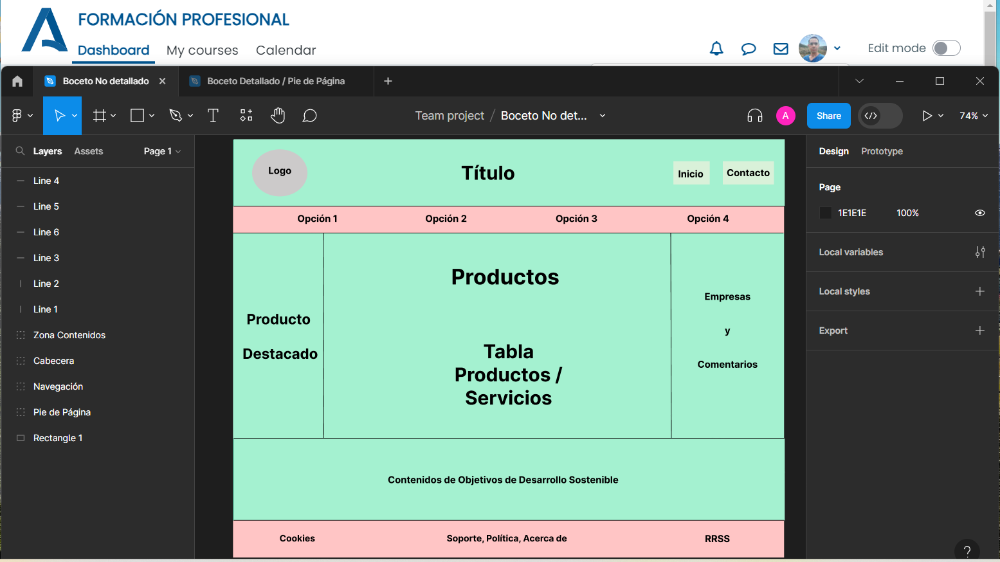 FORMACIÓN PROFESIONAL
Dashboard My courses Calendar
Edit mode
Boceto No detallado
Boceto Detallado / Pie de Página
Team project / Boceto No det...
A
Share
74%
Layers Assets Page 1
Line 4
Line 5
Line 6
Line 3
Line 2
Line 1
Zona Contenidos
Cabecera
Navegación
Pie de Página
Rectangle 1
Logo
Título
Inicio
Contacto
Opción 1 Opción 2 Opción 3 Opción 4
Producto
Destacado
Productos
Tabla
Productos /
Servicios
Empresas
y
Comentarios
Contenidos de Objetivos de Desarrollo Sostenible
Cookies Soporte, Política, Acerca de RRSS
Design Prototype
Page
1E1E1E 100%
Local variables
Local styles
Export
?